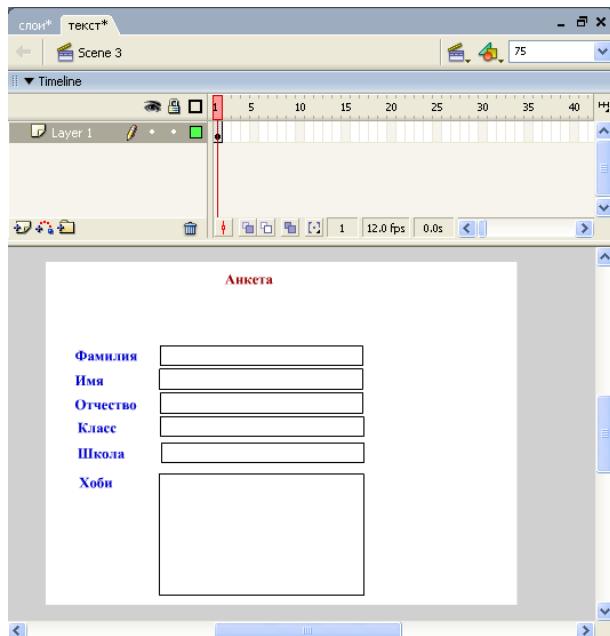 слои* текст*
Scene 3 75
Timeline
1 5 10 15 20 25 30 35 40
Layer 1
1 12.0 fps 0.0s
Анкета
Фамилия
Имя
Отчество
Класс
Школа
Хоби